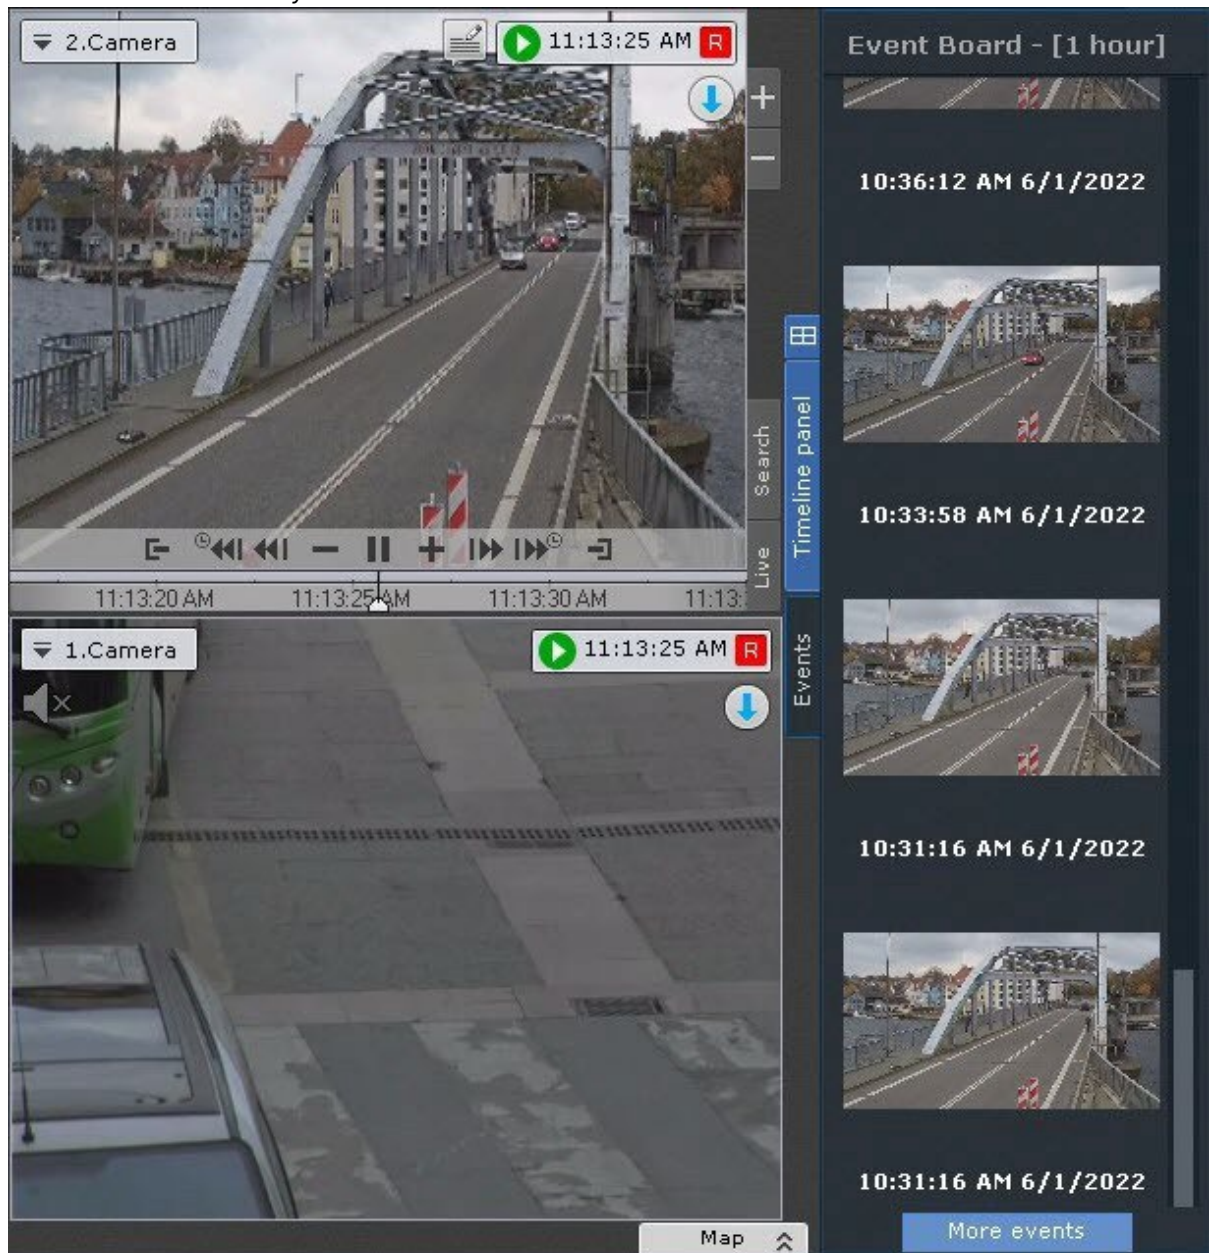 2.Camera
11:13:25 AM R
Event Board - [1 hour]
10:36:12 AM 6/1/2022
Search
Live
Timeline panel
Events
10:33:58 AM 6/1/2022
11:13:20 AM 11:13:25 AM 11:13:30 AM 11:13:
1.Camera
11:13:25 AM R
10:31:16 AM 6/1/2022
10:31:16 AM 6/1/2022
More events
Map